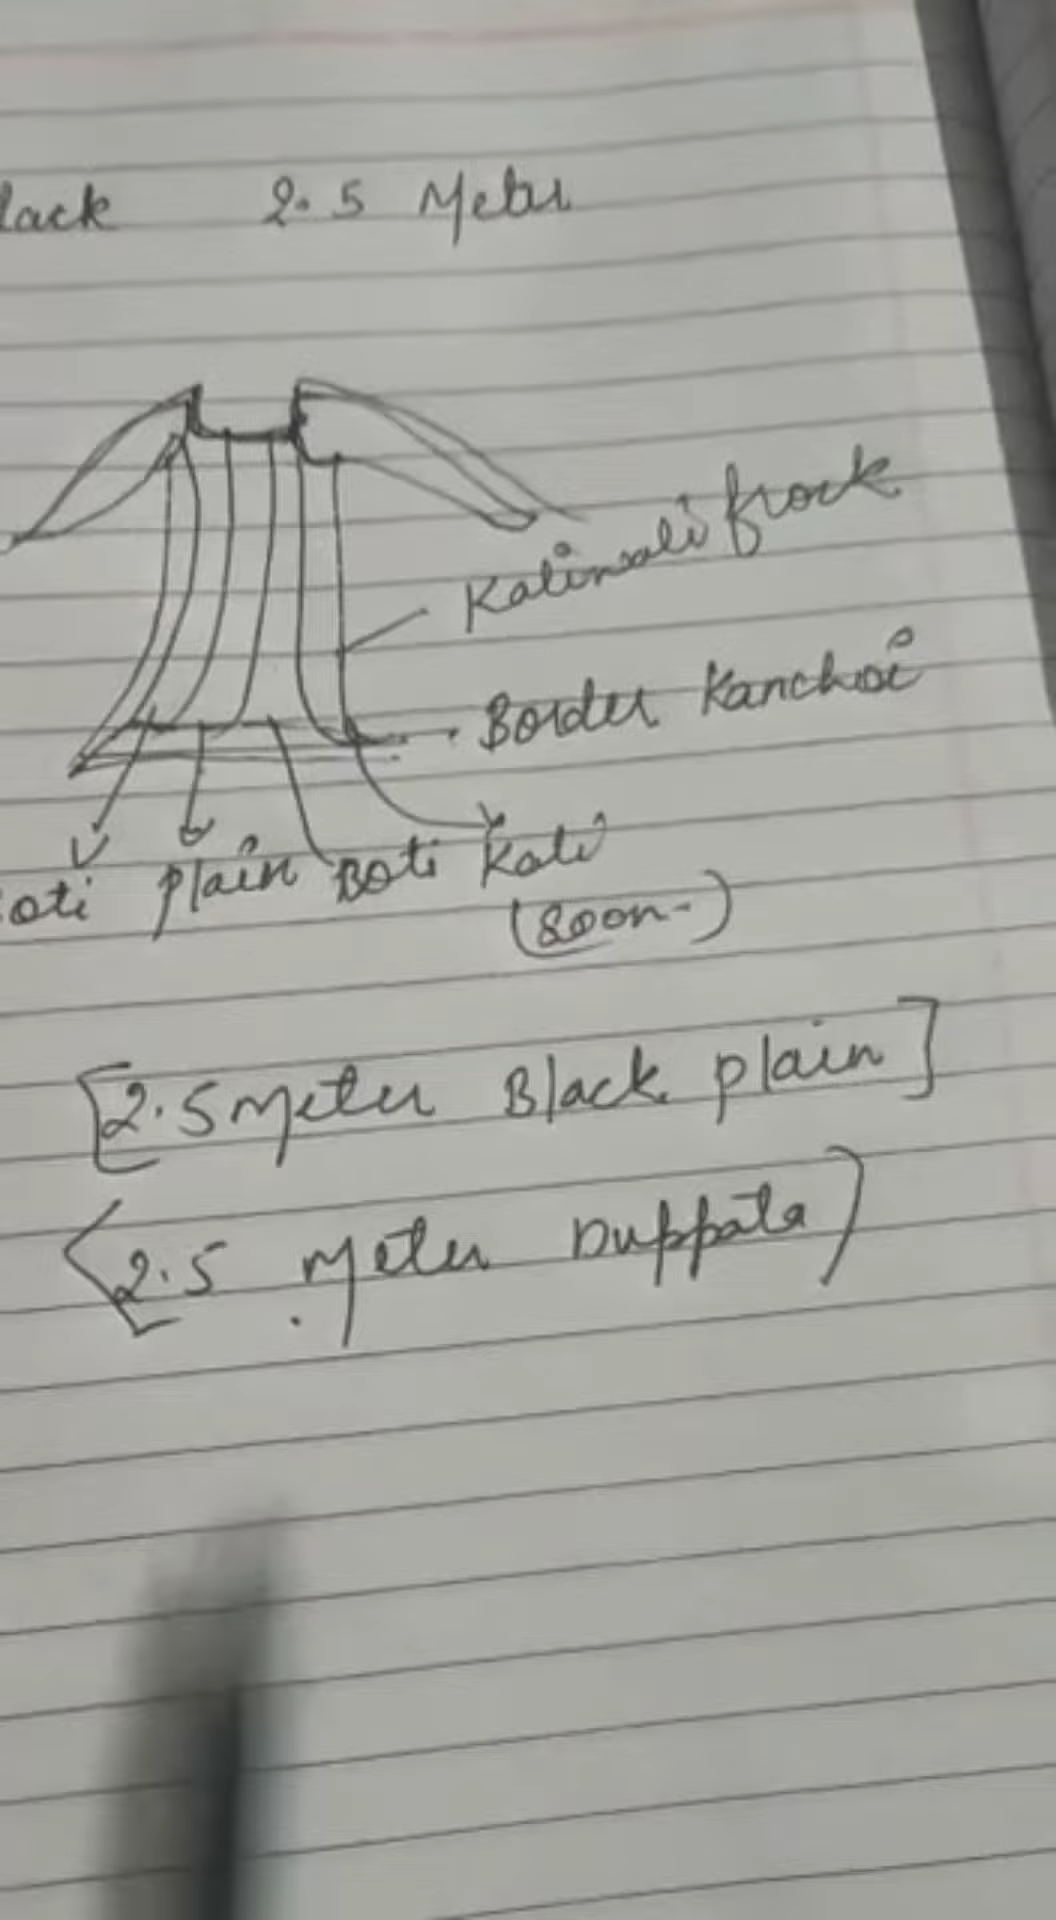 lack 2.5 Meter
Kalinwali frock
Border Kanchoi
oti plain Boti Kali
(soon-)
[2.5 meter Black plain]
<2.5 meter Duppata)